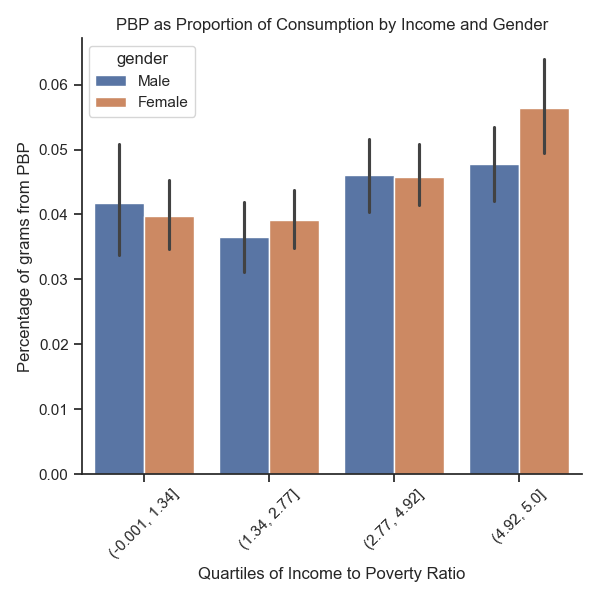 PBP as Proportion of Consumption by Income and Gender
gender
Male
Female
Percentage of grams from PBP
0.06
0.05
0.04
0.03
0.02
0.01
0.00
(-0.001, 1.34]
(1.34, 2.77]
(2.77, 4.92]
(4.92, 5.0]
Quartiles of Income to Poverty Ratio